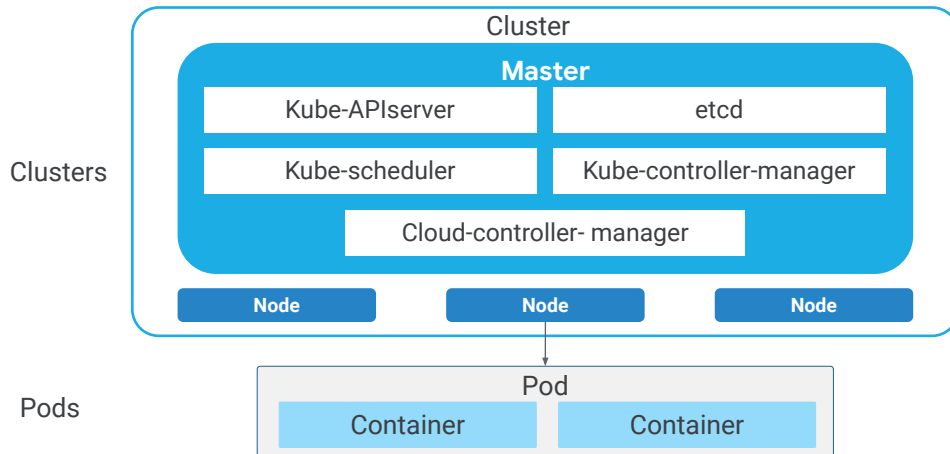 Cluster
Master
Kube-APIserver
etcd
Clusters
Kube-scheduler
Kube-controller-manager
Cloud-controller- manager
Node
Node
Node
Pod
Pods
Container
Container